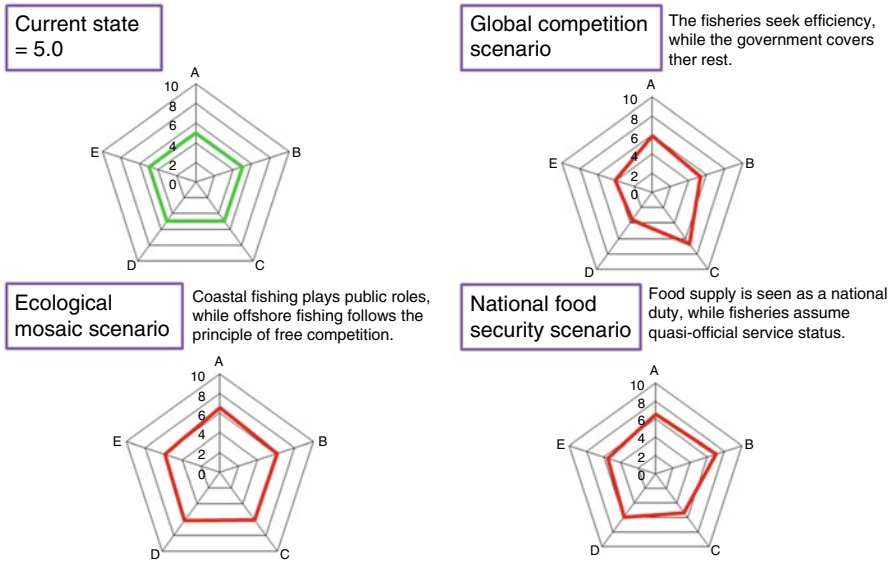 Current state
= 5.0
A
10
8
6
4
2
0
B
C
D
E
Global competition
scenario
The fisheries seek efficiency,
while the government covers
ther rest.
A
10
8
6
4
2
0
B
C
D
E
Ecological
mosaic scenario
Coastal fishing plays public roles,
while offshore fishing follows the
principle of free competition.
A
10
8
6
4
2
0
B
C
D
E
National food
security scenario
Food supply is seen as a national
duty, while fisheries assume
quasi-official service status.
A
10
8
6
4
2
0
B
C
D
E